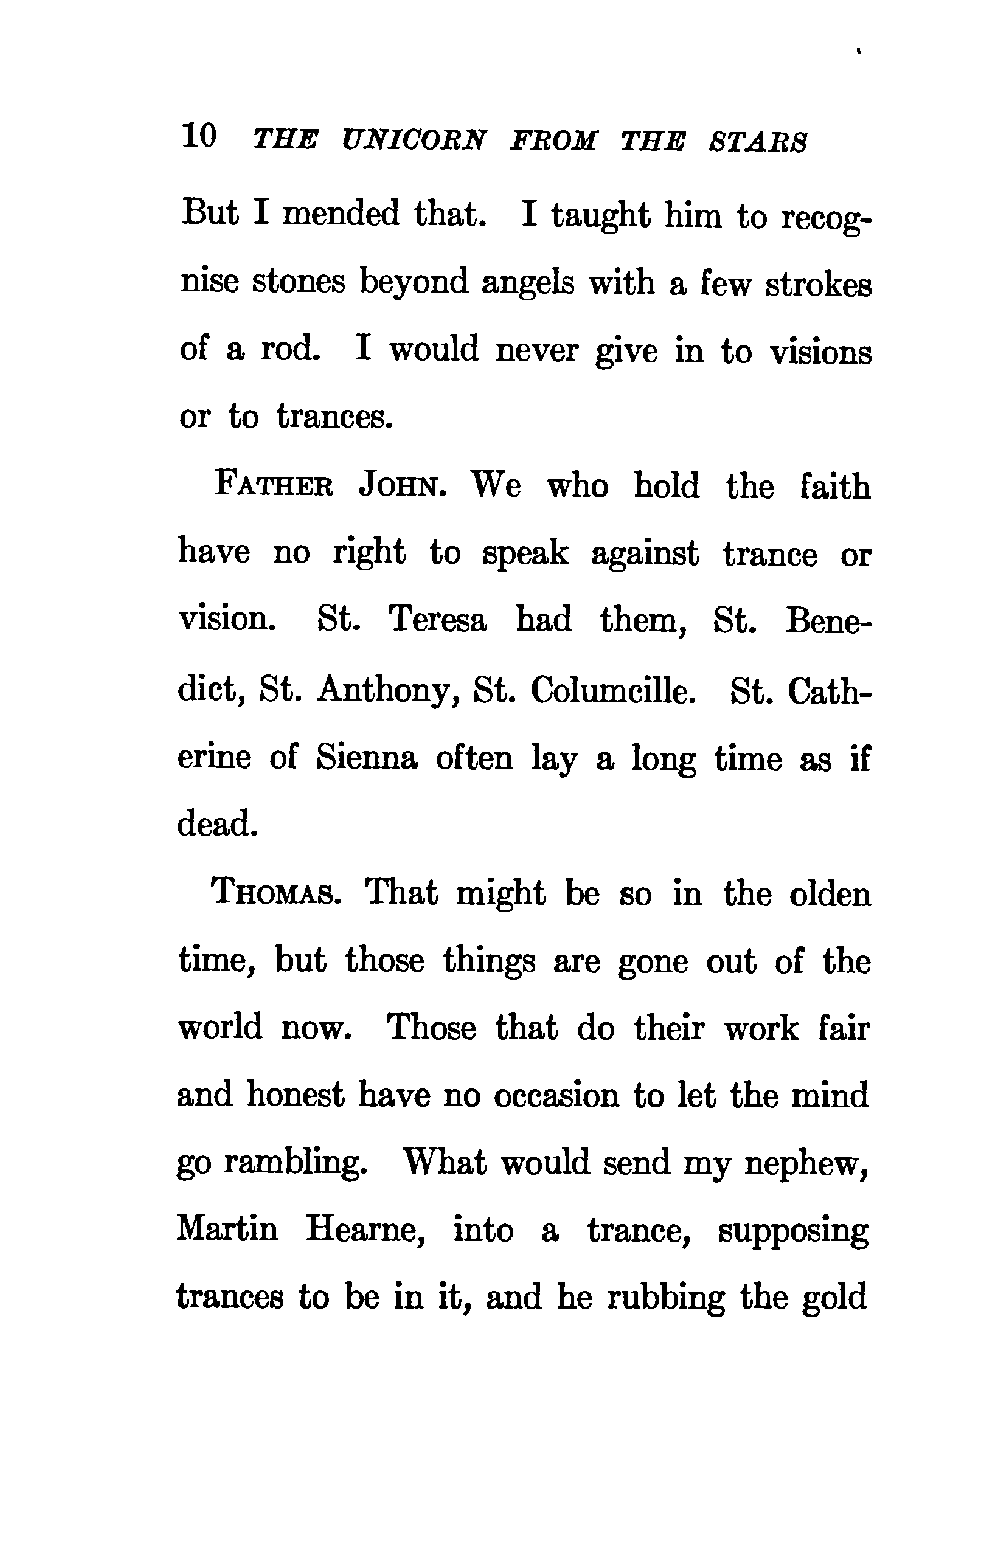 10 THE UNICORN FROM THE STARS
But I mended that. I taught him to recog-
nise stones beyond angels with a few strokes
of a rod. I would never give in to visions
or to trances.
FATHER JOHN. We who hold the faith
have no right to speak against trance or
vision. St. Teresa had them, St. Bene-
dict, St. Anthony, St. Columcille. St. Cath-
erine of Sienna often lay a long time as if
dead.
THOMAS. That might be so in the olden
time, but those things are gone out of the
world now. Those that do their work fair
and honest have no occasion to let the mind
go rambling. What would send my nephew,
Martin Hearne, into a trance, supposing
trances to be in it, and he rubbing the gold